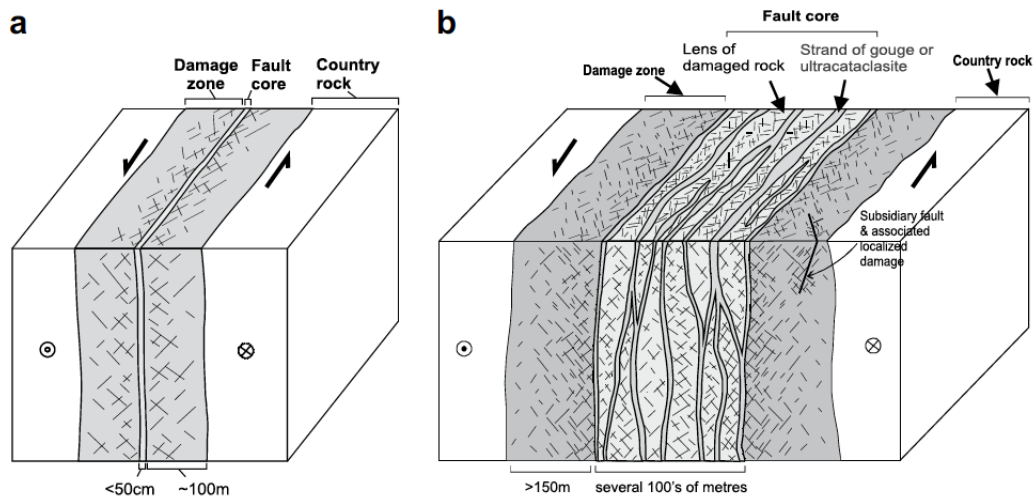 a
Damage
zone
Fault
core
Country
rock
<50cm
~100m
b
Fault core
Lens of
damaged rock
Strand of gouge or
ultracataclasite
Damage zone
Country rock
Subsidiary fault
& associated
localized
damage
>150m
several 100's of metres